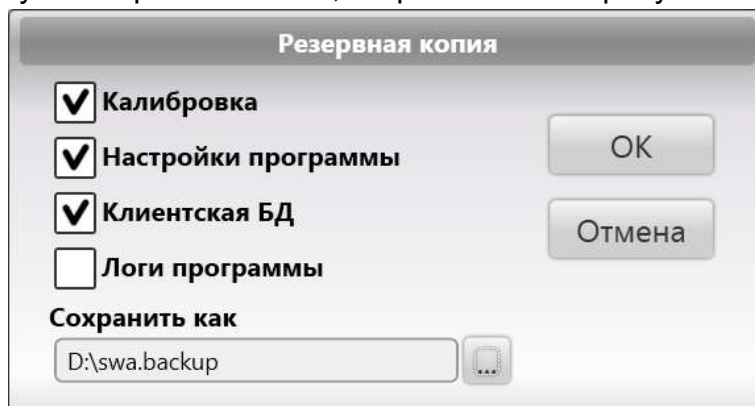 Резервная копия
Калибровка
Настройки программы
Клиентская БД
Логи программы
OK
Отмена
Сохранить как
D:\swa.backup
...